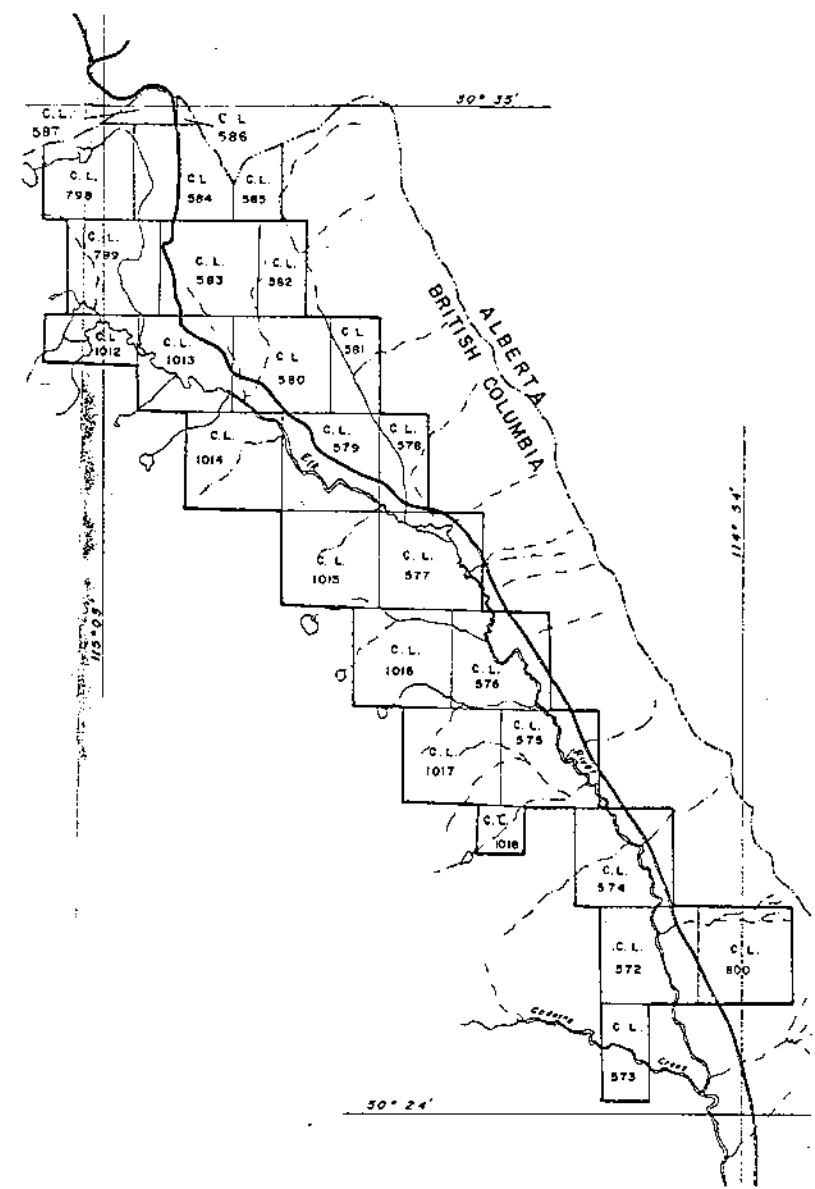 50° 35'
C. L.
587
C. L
586
C. L.
798
C L
584
C. L.
585
C. L.
799
C. L.
583
C. L.
582
C L
1012
C. L.
1013
C L
580
C. L
581
ALBERTA
BRITISH COLUMBIA
C. L.
1014
Elk
C. L.
579
C. L.
578
114° 54'
C. L.
1015
C. L.
577
115° 09'
C. L.
1016
C. L.
576
C. L.
1017
C. L.
575
River
C. L.
1018
C. L.
574
C. L.
572
C. L.
800
Cadorna
Creek
C L.
573
50° 24'